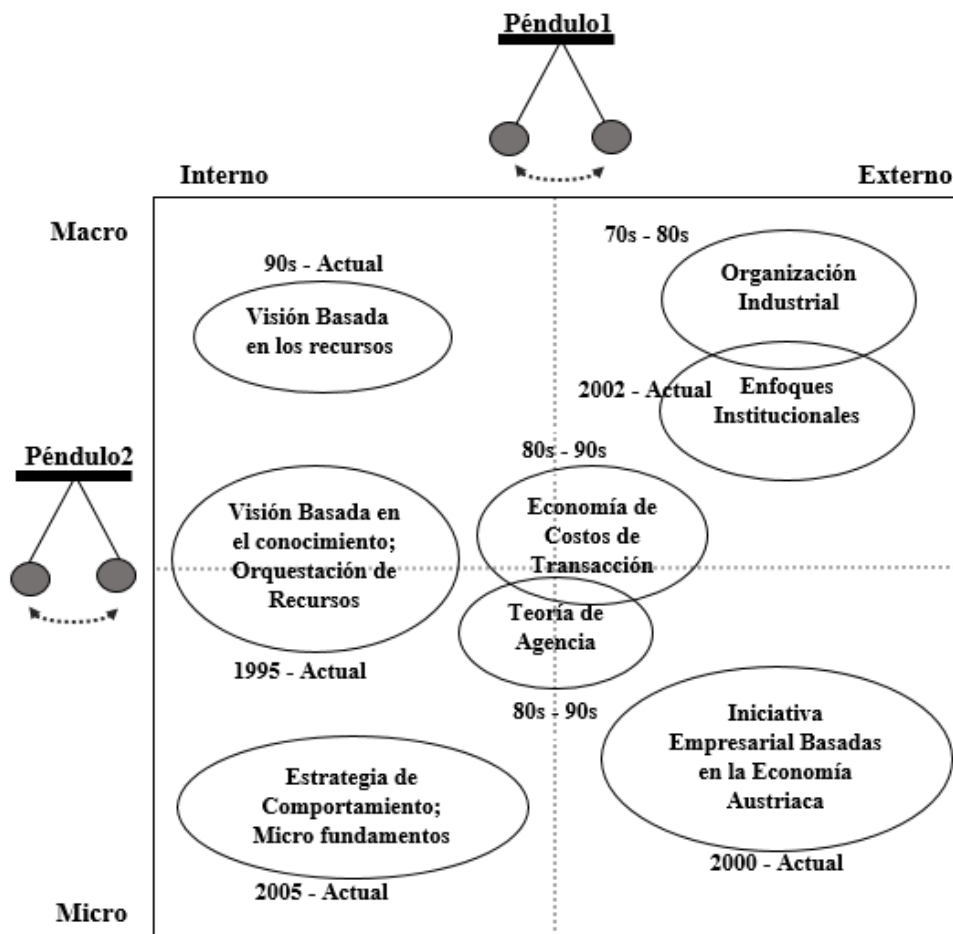 Péndulo1
Interno
Externo
Macro
70s - 80s
Organización
Industrial
90s - Actual
Visión Basada
en los recursos
2002 - Actual
Enfoques
Institucionales
Péndulo2
80s - 90s
Economía de
Costos de
Transacción
Visión Basada en
el conocimiento;
Orquestación de
Recursos
1995 - Actual
Teoría de
Agencia
80s - 90s
Iniciativa
Empresarial Basadas
en la Economía
Austriaca
2000 - Actual
Estrategia de
Comportamiento;
Micro fundamentos
2005 - Actual
Micro